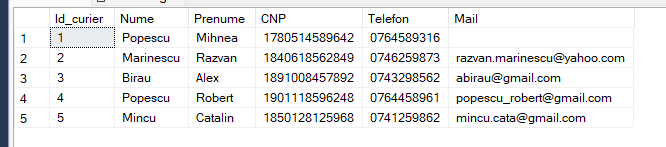 Id_curier Nume Prenume CNP Telefon Mail
1 1 Popescu Mihnea 1780514589642 0764589316
2 2 Marinescu Razvan 1840618562849 0746259873 razvan.marinescu@yahoo.com
3 3 Birau Alex 1891008457892 0743298562 abirau@gmail.com
4 4 Popescu Robert 1901118596248 0764458961 popescu_robert@gmail.com
5 5 Mincu Catalin 1850128125968 0741259862 mincu.cata@gmail.com